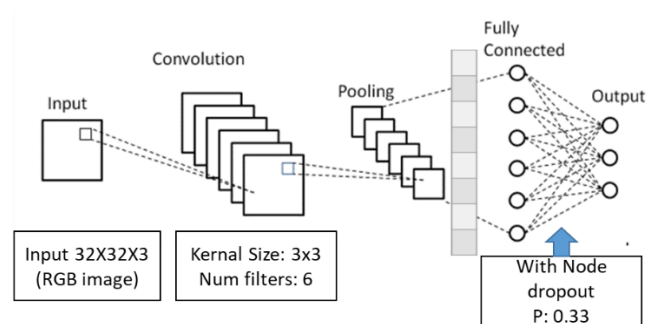 Fully
Connected
Convolution
Pooling
Input
Output
Input 32X32X3
(RGB image)
Kernal Size: 3x3
Num filters: 6
With Node
dropout
P: 0.33